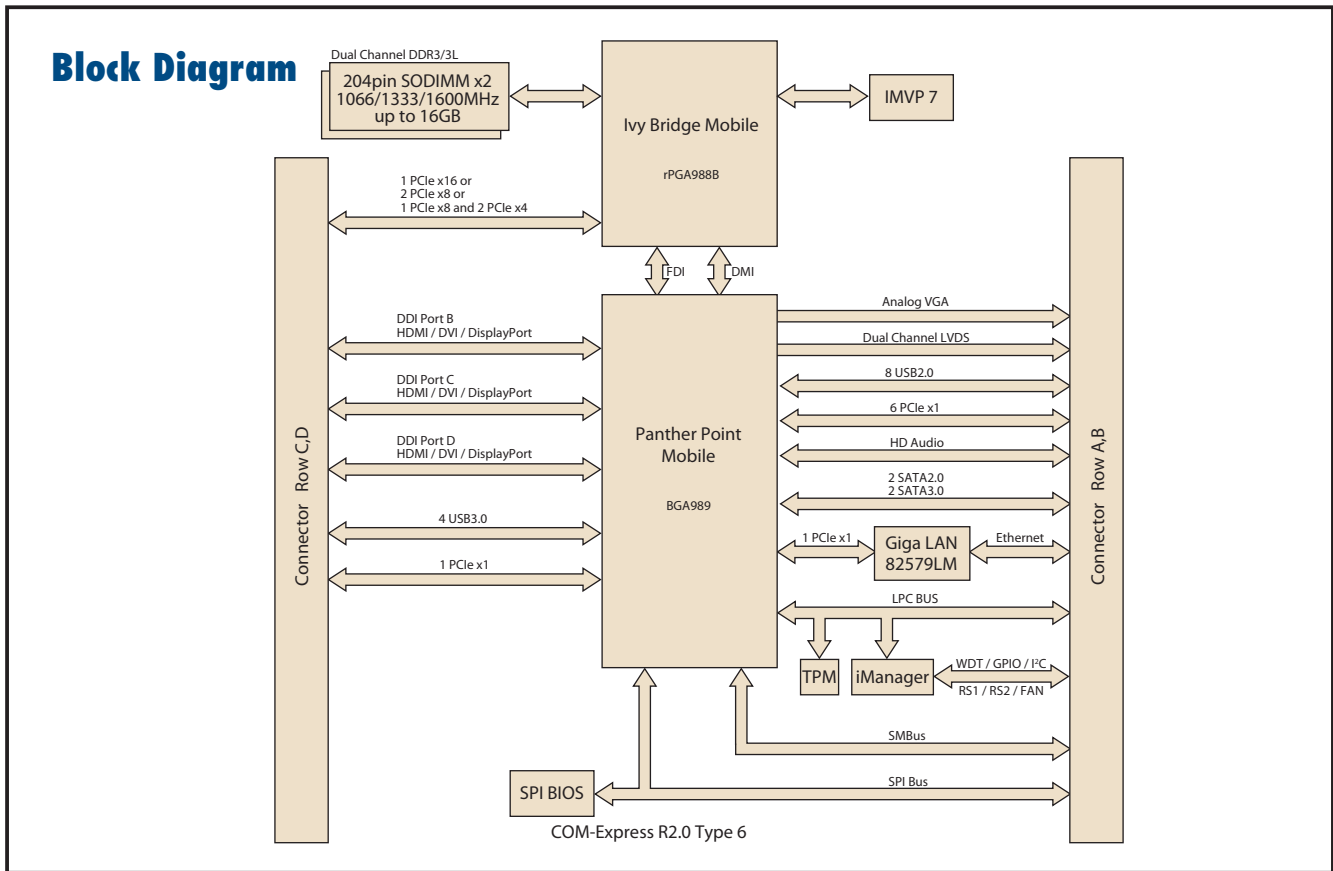 Block Diagram
Dual Channel DDR3/3L
204pin SODIMM x2
1066/1333/1600MHz
up to 16GB
Ivy Bridge Mobile
rPGA988B
IMVP 7
1 PCIe x16 or
2 PCIe x8 or
1 PCIe x8 and 2 PCIe x4
FDI
DMI
Connector Row C,D
DDI Port B
HDMI / DVI / DisplayPort
DDI Port C
HDMI / DVI / DisplayPort
DDI Port D
HDMI / DVI / DisplayPort
4 USB3.0
1 PCIe x1
Panther Point
Mobile
BGA989
Analog VGA
Dual Channel LVDS
8 USB2.0
6 PCIe x1
HD Audio
2 SATA2.0
2 SATA3.0
1 PCIe x1
Giga LAN
82579LM
Ethernet
LPC BUS
TPM
iManager
WDT / GPIO / I²C
RS1 / RS2 / FAN
SMBus
SPI Bus
Connector Row A,B
SPI BIOS
COM-Express R2.0 Type 6